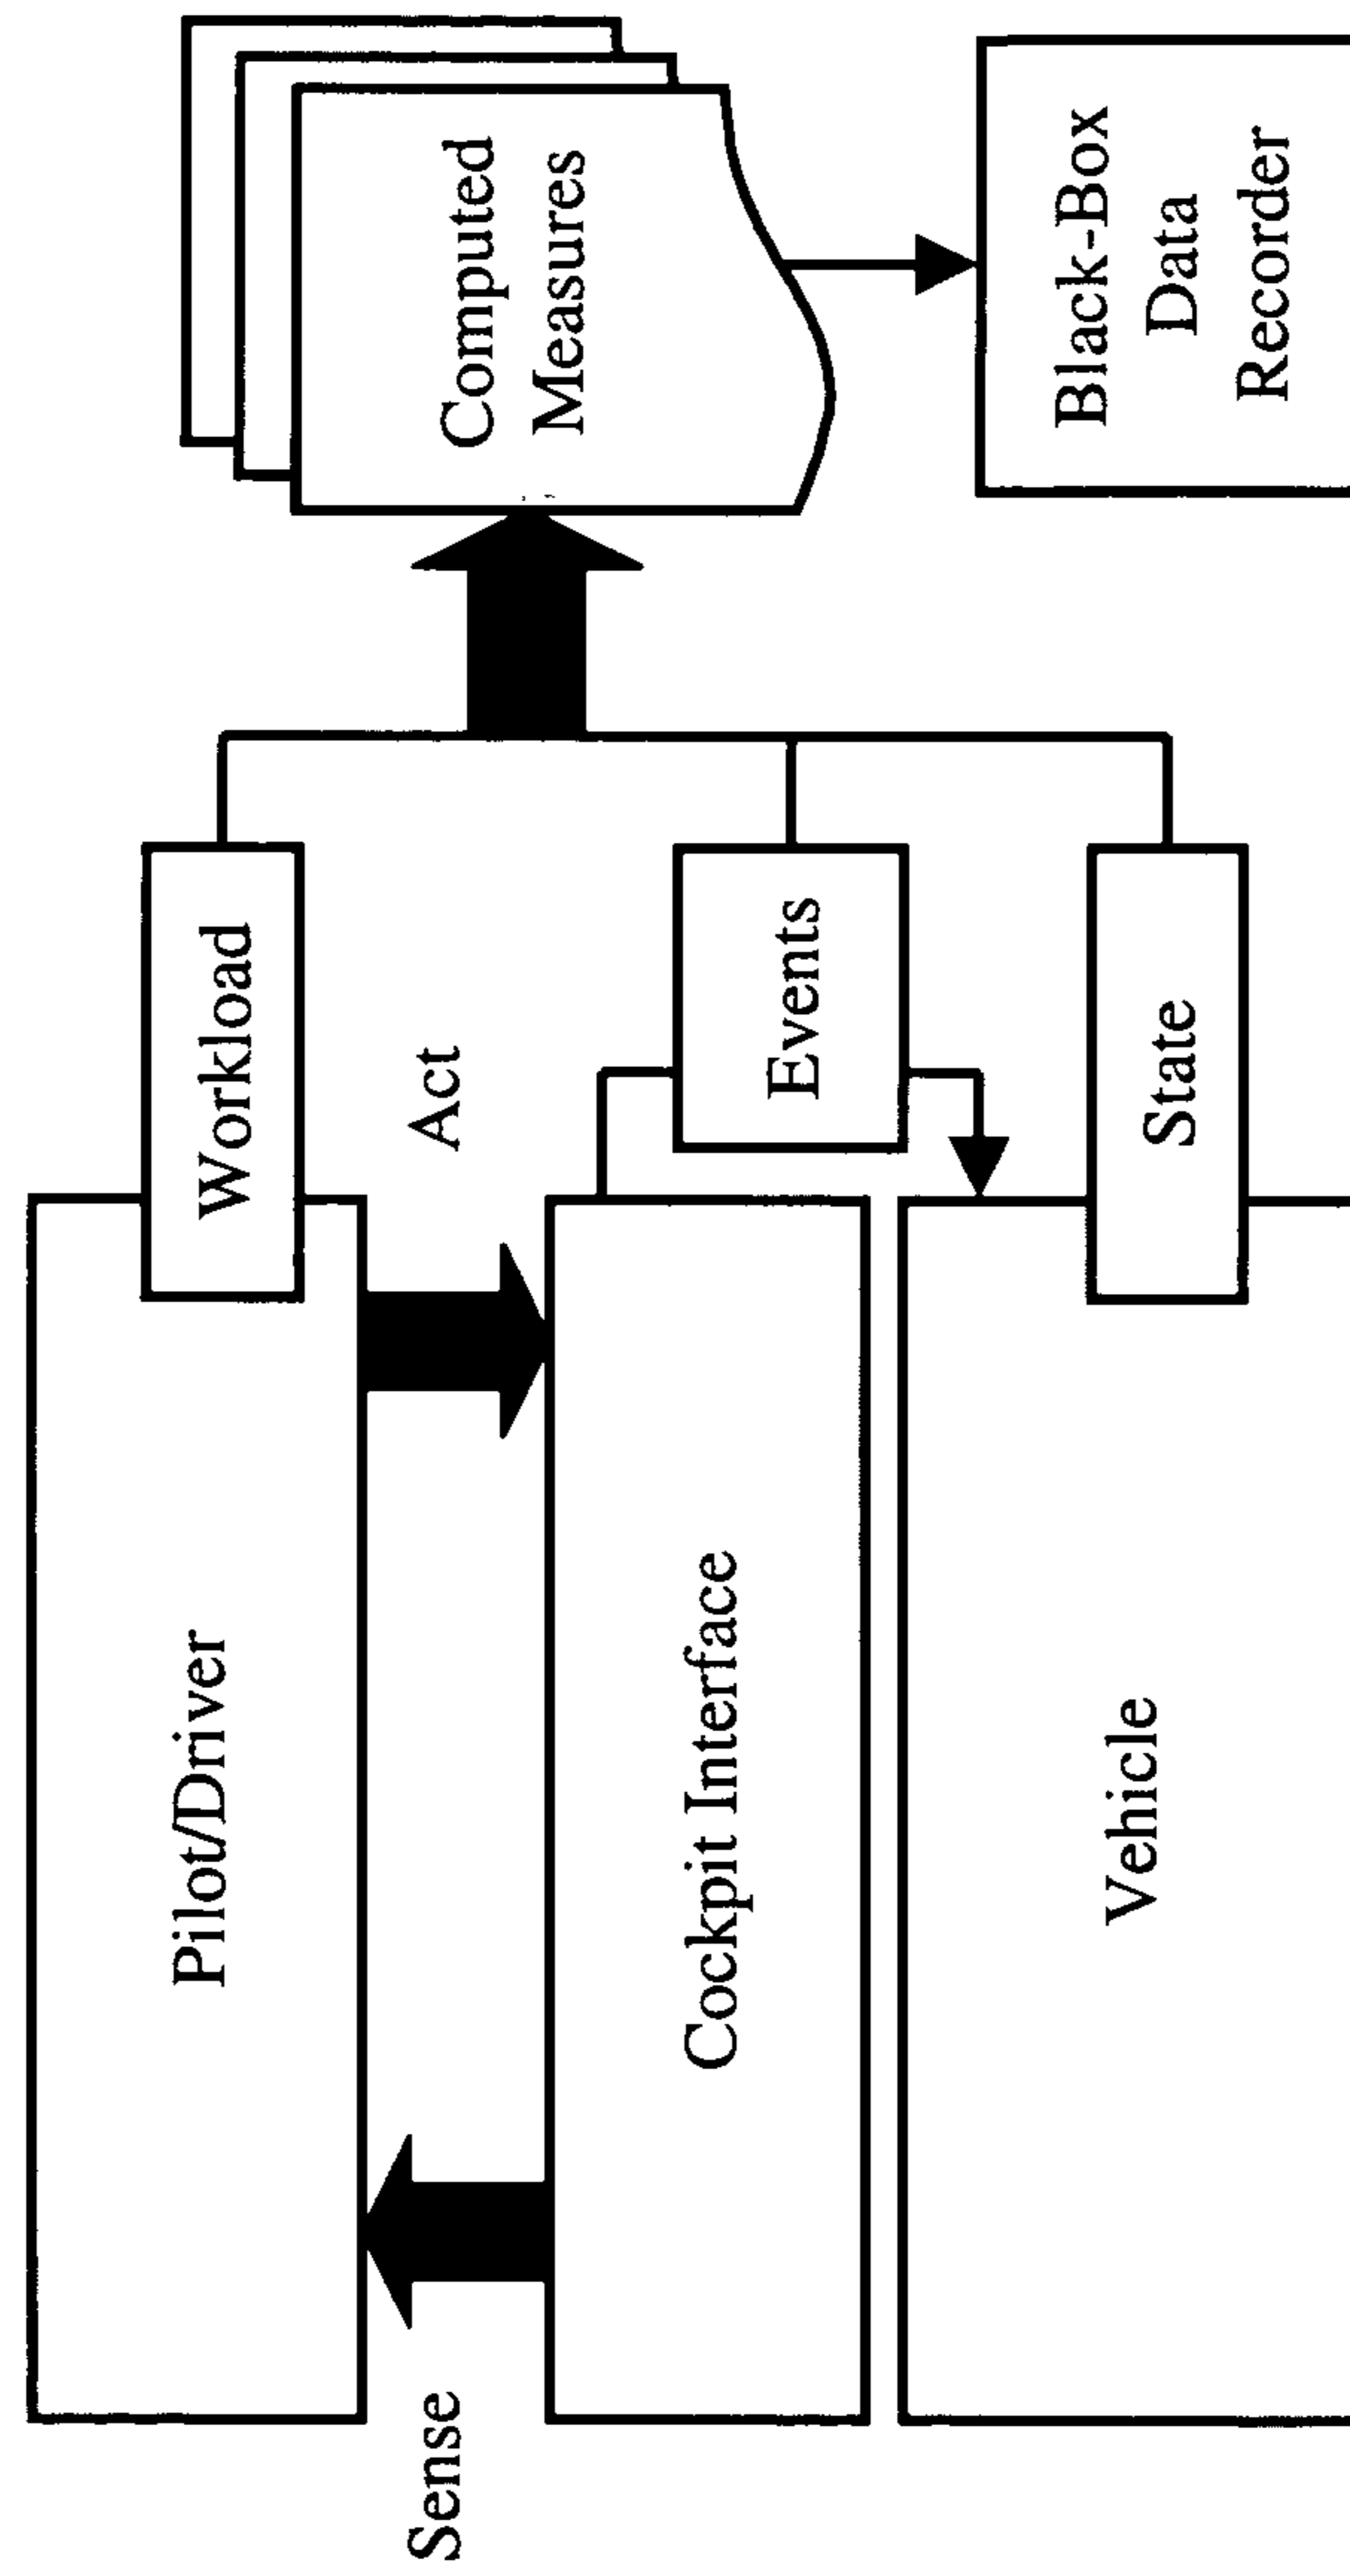 Pilot/Driver
Workload
Sense
Act
Cockpit Interface
Events
Vehicle
State
Computed
Measures
Black-Box
Data
Recorder